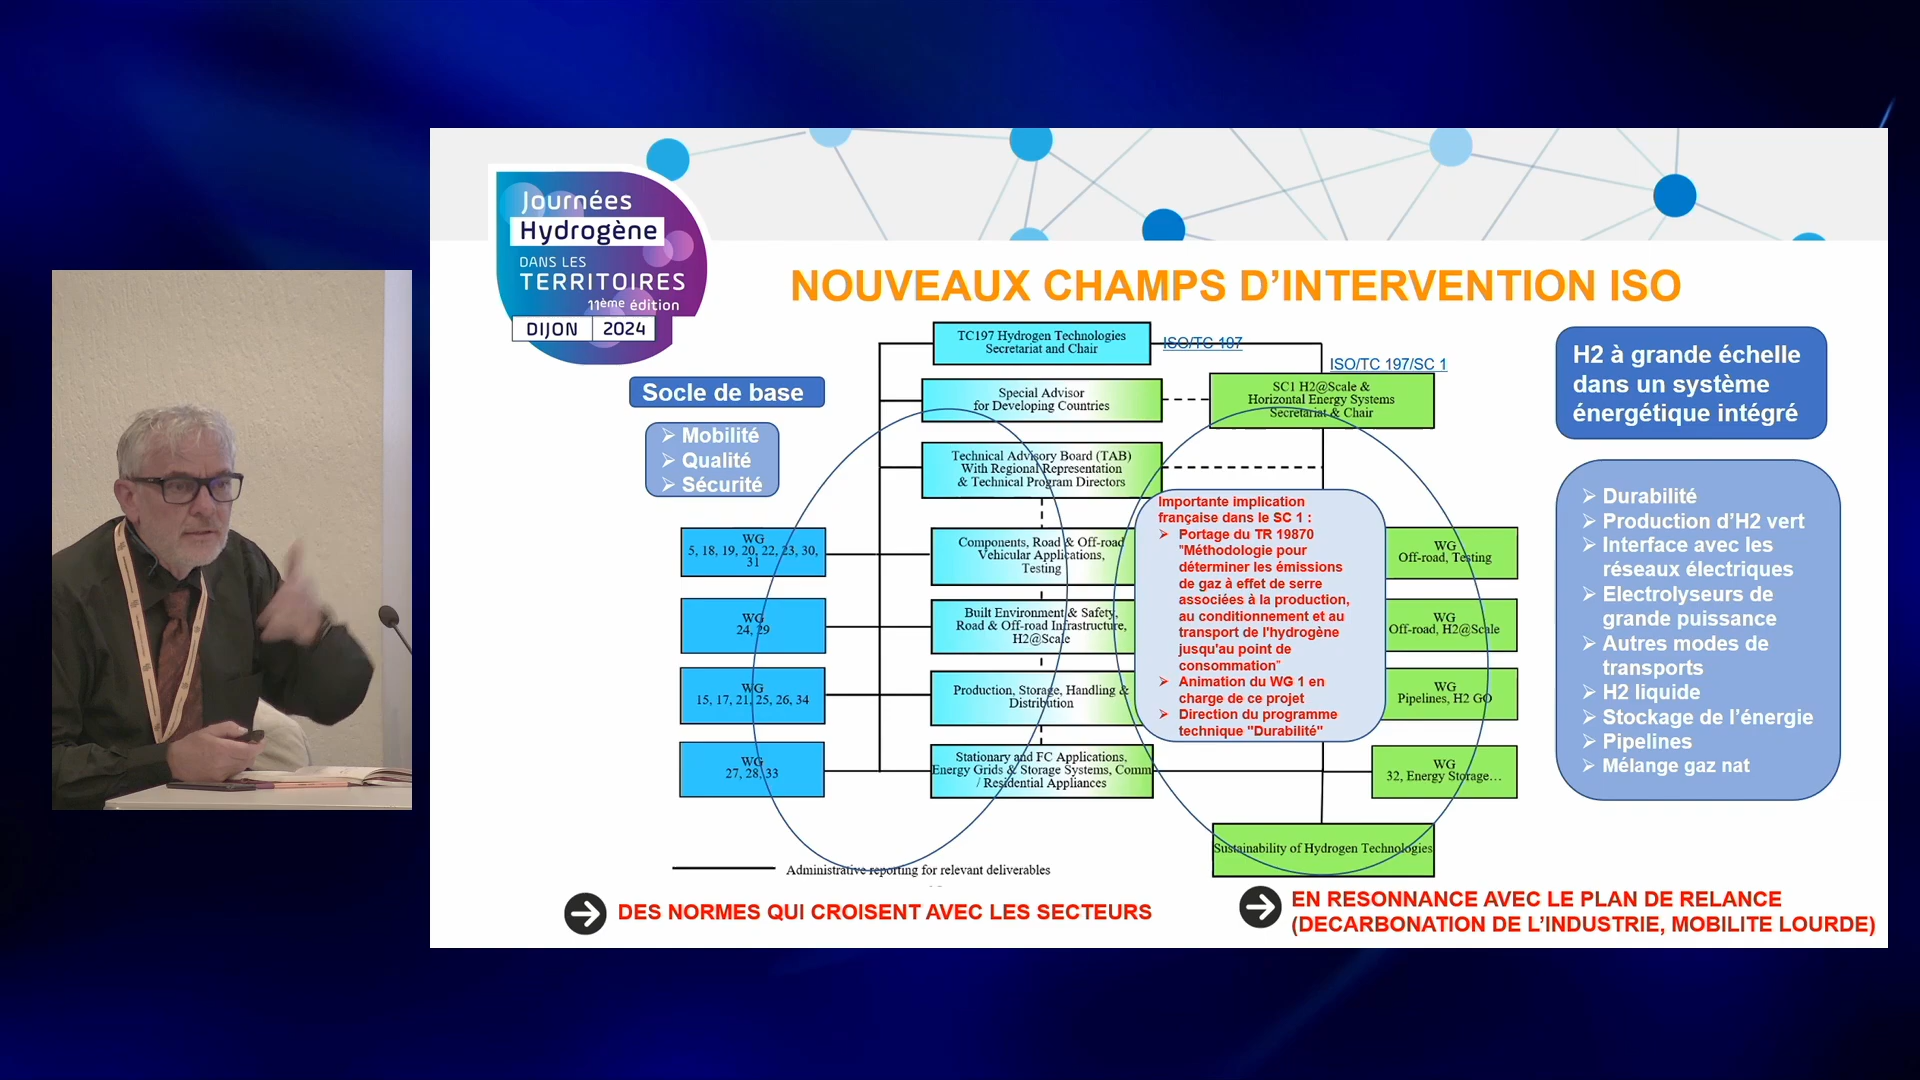 Journées
Hydrogène
DANS LES
TERRITOIRES
11ème édition
DIJON 2024
NOUVEAUX CHAMPS D'INTERVENTION ISO
Socle de base
➢ Mobilité
➢ Qualité
➢ Sécurité
TC197 Hydrogen Technologies
Secretariat and Chair
ISO/TC 197
ISO/TC 197/SC 1
Special Advisor
for Developing Countries
SC1 H2@Scale &
Horizontal Energy Systems
Secretariat & Chair
Technical Advisory Board (TAB)
With Regional Representation
& Technical Program Directors
WG
5, 18, 19, 20, 22, 23, 30,
31
Components, Road & Off-road
Vehicular Applications,
Testing
WG
Off-road, Testing
WG
24, 29
Built Environment & Safety,
Road & Off-road Infrastructure,
H2@Scale
WG
Off-road, H2@Scale
WG
15, 17, 21, 25, 26, 34
Production, Storage, Handling &
Distribution
WG
Pipelines, H2 GO
WG
27, 28, 33
Stationary and FC Applications,
Energy Grids & Storage Systems, Comm
/ Residential Appliances
WG
32, Energy Storage…
Sustainability of Hydrogen Technologies
Importante implication
française dans le SC 1 :
➢ Portage du TR 19870
"Méthodologie pour
déterminer les émissions
de gaz à effet de serre
associées à la production,
au conditionnement et au
transport de l'hydrogène
jusqu'au point de
consommation"
➢ Animation du WG 1 en
charge de ce projet
➢ Direction du programme
technique "Durabilité"
H2 à grande échelle
dans un système
énergétique intégré
➢ Durabilité
➢ Production d'H2 vert
➢ Interface avec les
réseaux électriques
➢ Electrolyseurs de
grande puissance
➢ Autres modes de
transports
➢ H2 liquide
➢ Stockage de l'énergie
➢ Pipelines
➢ Mélange gaz nat
Administrative reporting for relevant deliverables
DES NORMES QUI CROISENT AVEC LES SECTEURS
EN RESONNANCE AVEC LE PLAN DE RELANCE
(DECARBONATION DE L'INDUSTRIE, MOBILITE LOURDE)